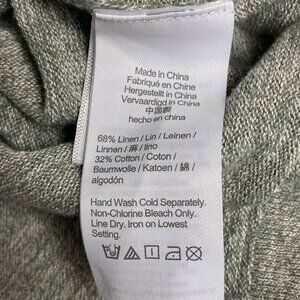 Made in China
Fabriqué en Chine
Hergestellt in China
Vervaardigd in China
中国製
hecho en china
68% Linen / Lin / Leinen /
Linnen / 麻 / lino
32% Cotton / Coton /
Baumwolle / Katoen / 綿 /
algodón
Hand Wash Cold Separately.
Non-Chlorine Bleach Only.
Line Dry. Iron on Lowest
Setting.